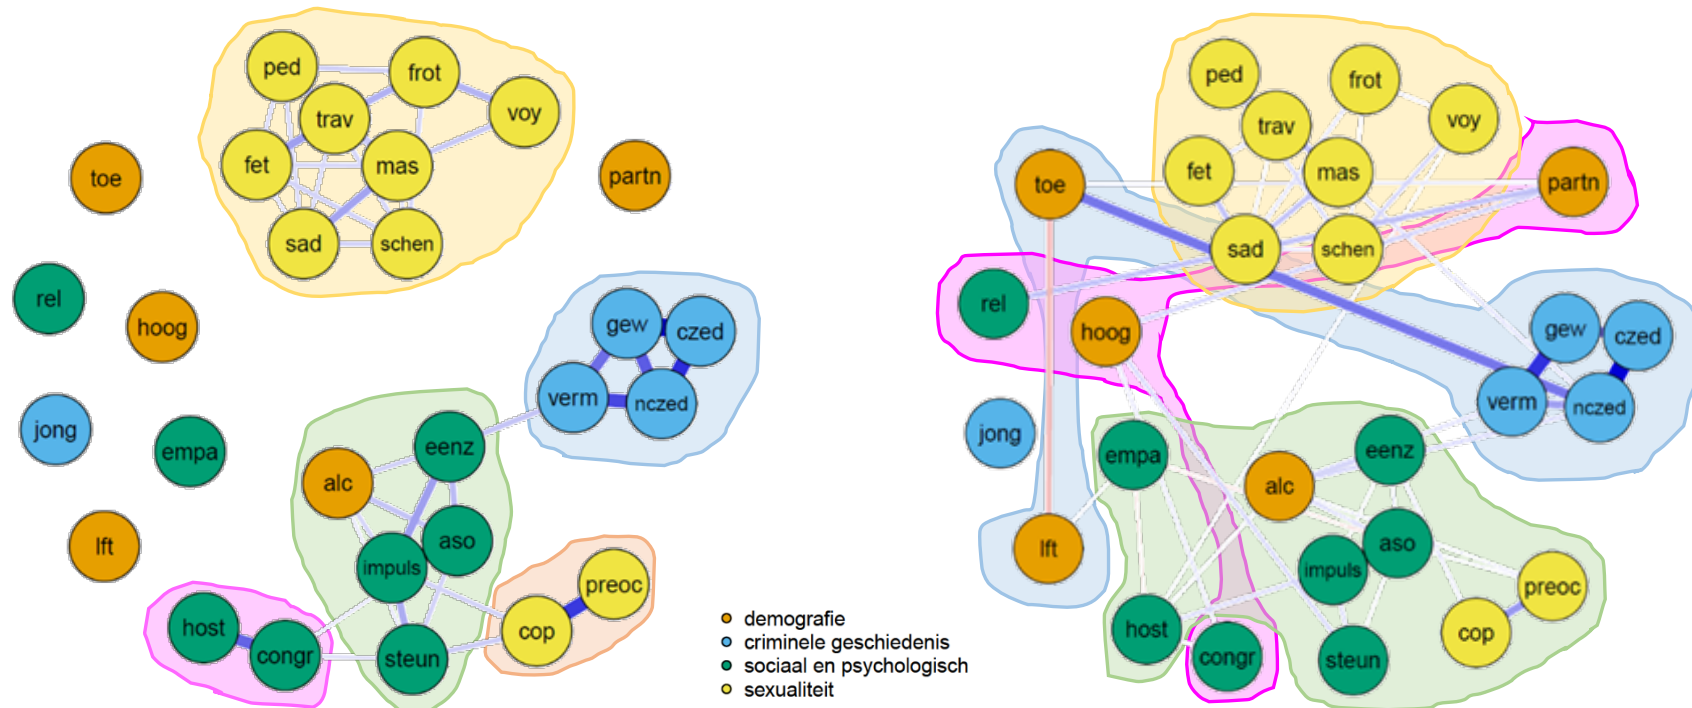 ped
frot
voy
trav
fet
mas
sad
schen
toe
partn
rel
hoog
gew
czed
verm
nczed
jong
empa
eenz
alc
aso
impuls
lft
preoc
cop
host
congr
steun
demografie
criminele geschiedenis
sociaal en psychologisch
sexualiteit
ped
frot
voy
trav
fet
mas
sad
schen
toe
partn
rel
hoog
gew
czed
verm
nczed
jong
empa
eenz
alc
aso
impuls
lft
preoc
cop
host
congr
steun